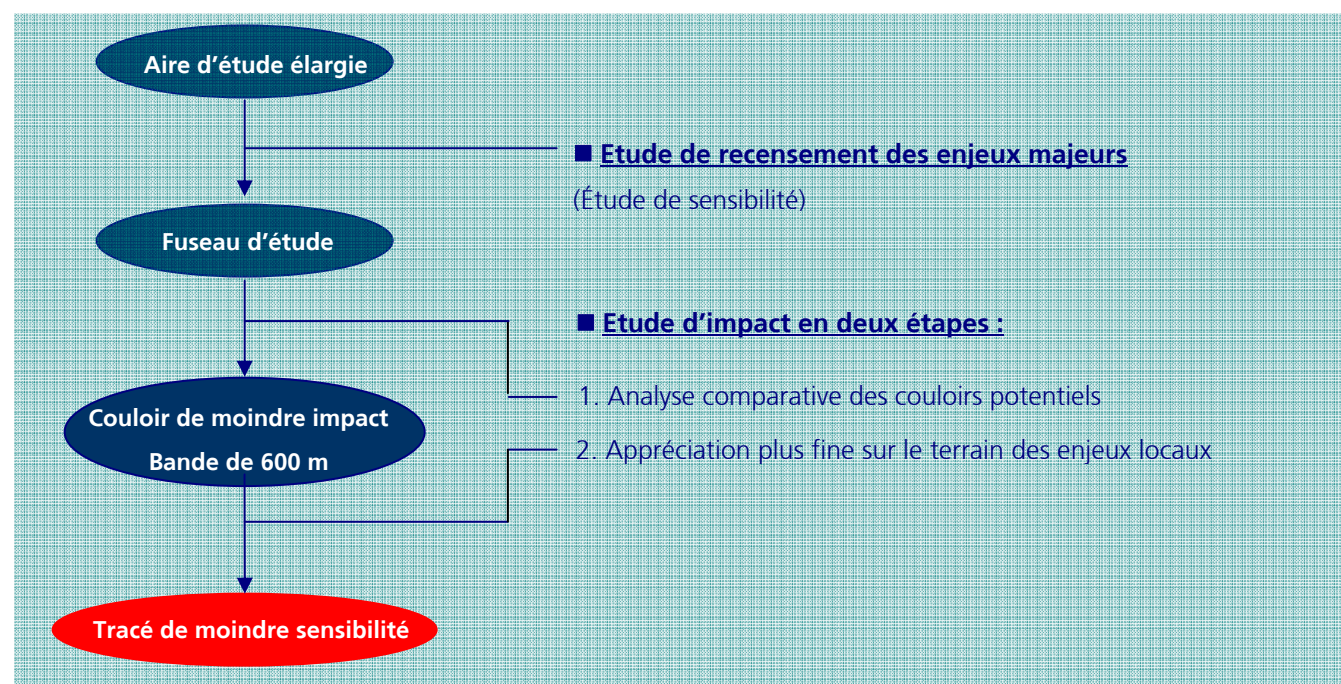 Aire d’étude élargie
■ Etude de recensement des enjeux majeurs
(Étude de sensibilité)
Fuseau d’étude
■ Etude d’impact en deux étapes :
1. Analyse comparative des couloirs potentiels
Couloir de moindre impact
Bande de 600 m
2. Appréciation plus fine sur le terrain des enjeux locaux
Tracé de moindre sensibilité